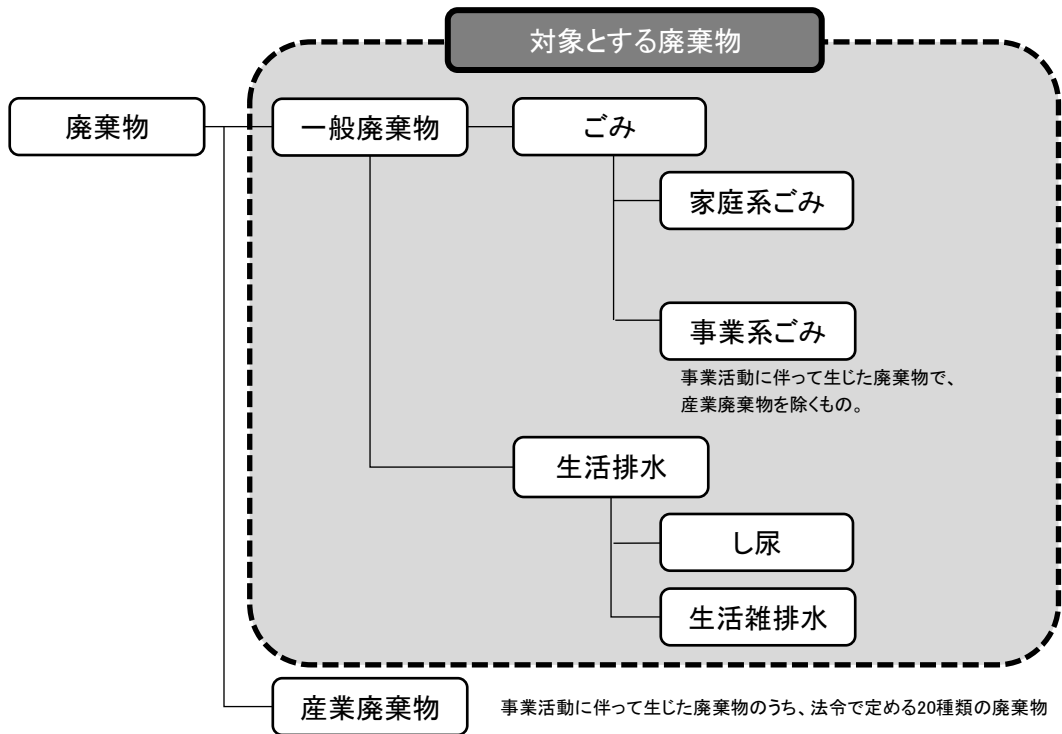 対象とする廃棄物
廃棄物
一般廃棄物
ごみ
家庭系ごみ
事業系ごみ
事業活動に伴って生じた廃棄物で、
産業廃棄物を除くもの。
生活排水
し尿
生活雑排水
産業廃棄物
事業活動に伴って生じた廃棄物のうち、法令で定める20種類の廃棄物